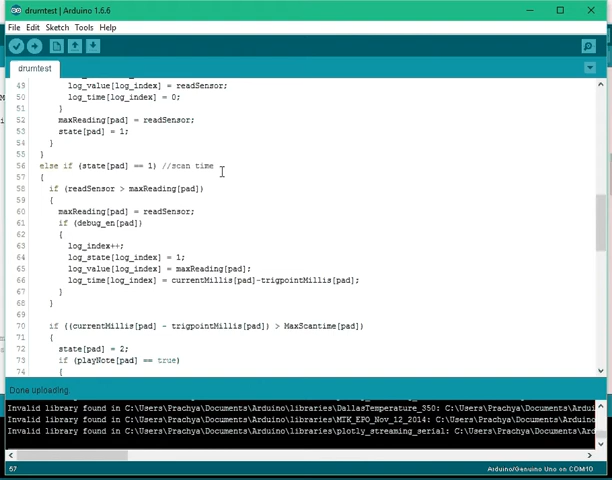 drumtest | Arduino 1.6.6
File Edit Sketch Tools Help
drumtest
49 log_value[log_index] = readSensor;
50 log_time[log_index] = 0;
51 }
52 maxReading[pad] = readSensor;
53 state[pad] = 1;
54 }
55 }
56 else if (state[pad] == 1) //scan time
57 {
58 if (readSensor > maxReading[pad])
59 {
60 maxReading[pad] = readSensor;
61 if (debug_en[pad])
62 {
63 log_index++;
64 log_state[log_index] = 1;
65 log_value[log_index] = maxReading[pad];
66 log_time[log_index] = currentMillis[pad]-trigpointMillis[pad];
67 }
68 }
69
70 if ((currentMillis[pad] - trigpointMillis[pad]) > MaxScantime[pad])
71 {
72 state[pad] = 2;
73 if (playNote[pad] == true)
74 {
Done uploading.
Invalid library found in C:\Users\Prachya\Documents\Arduino\libraries\DallasTemperature_350: C:\Users\Prachya\Documents\Ardui
Invalid library found in C:\Users\Prachya\Documents\Arduino\libraries\MTK_EPO_Nov_12_2014: C:\Users\Prachya\Documents\Arduino
Invalid library found in C:\Users\Prachya\Documents\Arduino\libraries\plotly_streaming_serial: C:\Users\Prachya\Documents\Ard
57
Arduino/Genuino Uno on COM10